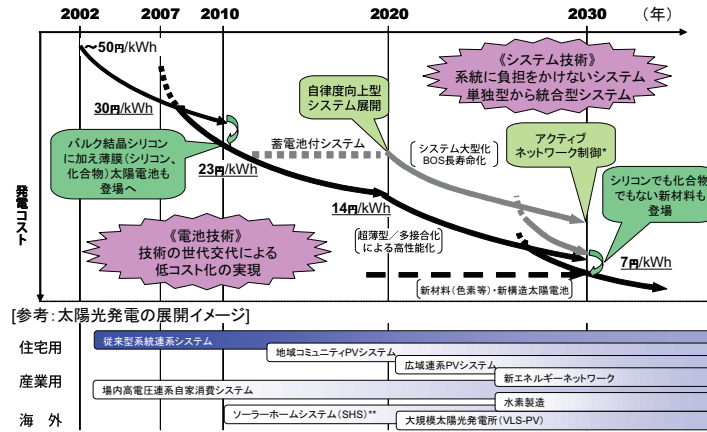 2002 2007 2010 2020 2030 (年)
～50円/kWh
《システム技術》
系統に負担をかけないシステム
単独型から統合型システム
自律度向上型
システム展開
30円/kWh
バルク結晶シリコン
に加え薄膜(シリコン、
化合物)太陽電池も
登場へ
蓄電池付システム
システム大型化
BOS長寿命化
アクティブ
ネットワーク制御*
23円/kWh
シリコンでも化合物
でもない新材料も
登場
発電コスト
14円/kWh
《電池技術》
技術の世代交代による
低コスト化の実現
超薄型／多接合化
による高性能化
7円/kWh
新材料(色素等)・新構造太陽電池
[参考:太陽光発電の展開イメージ]
住宅用
従来型系統連系システム
地域コミュニティPVシステム
広域連系PVシステム
産業用
新エネルギーネットワーク
場内高電圧連系自家消費システム
水素製造
海 外
ソーラーホームシステム(SHS)**
大規模太陽光発電所(VLS-PV)